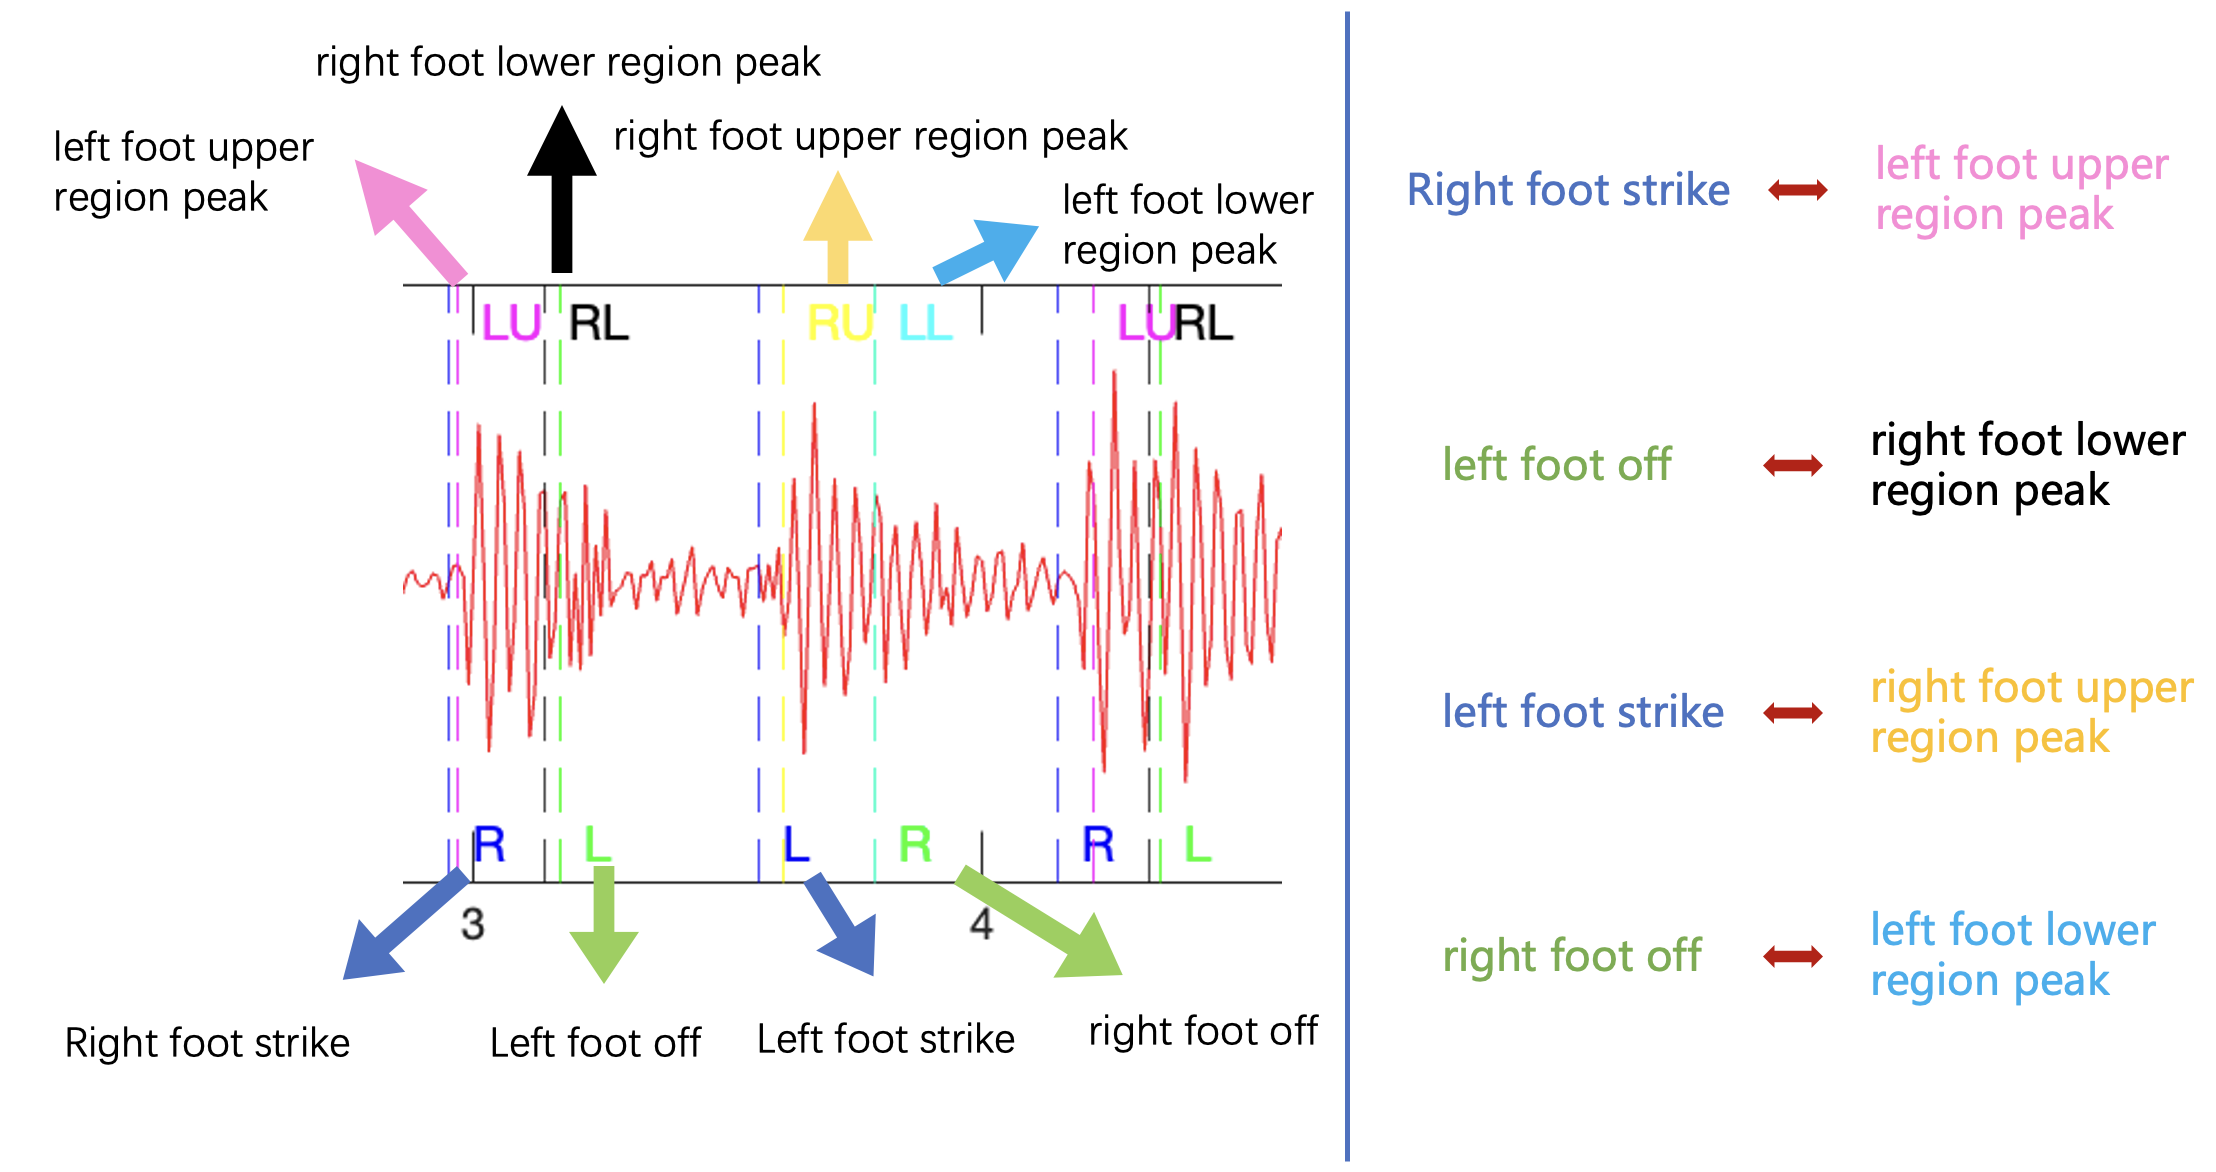 right foot lower region peak
left foot upper
region peak
right foot upper region peak
left foot lower
region peak
LU
RL
RU
LL
LU
RL
R
L
L
R
R
L
3
4
Right foot strike
Left foot off
Left foot strike
right foot off
Right foot strike
left foot upper
region peak
left foot off
right foot lower
region peak
left foot strike
right foot upper
region peak
right foot off
left foot lower
region peak